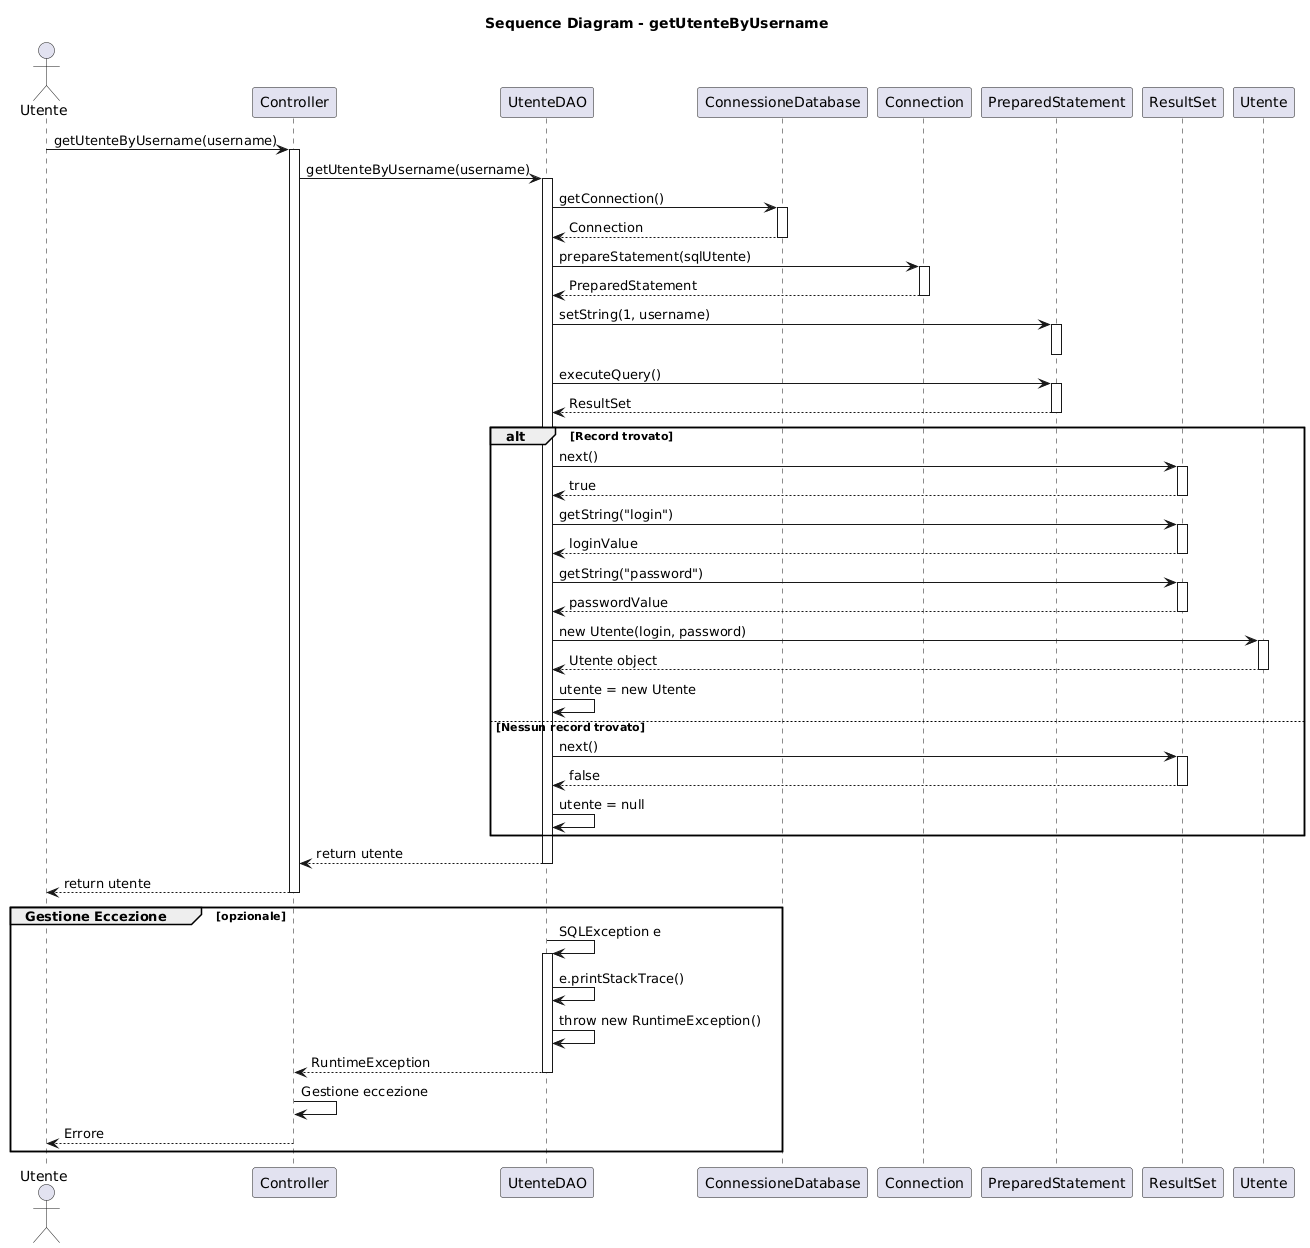 Sequence Diagram - getUtenteByUsername
Utente
Controller
UtenteDAO
ConnessioneDatabase
Connection
PreparedStatement
ResultSet
Utente
getUtenteByUsername(username)
getUtenteByUsername(username)
getConnection()
Connection
prepareStatement(sqlUtente)
PreparedStatement
setString(1, username)
executeQuery()
ResultSet
alt [Record trovato]
next()
true
getString("login")
loginValue
getString("password")
passwordValue
new Utente(login, password)
Utente object
utente = new Utente
[Nessun record trovato]
next()
false
utente = null
return utente
return utente
Gestione Eccezione [opzionale]
SQLException e
e.printStackTrace()
throw new RuntimeException()
RuntimeException
Gestione eccezione
Errore
Utente
Controller
UtenteDAO
ConnessioneDatabase
Connection
PreparedStatement
ResultSet
Utente